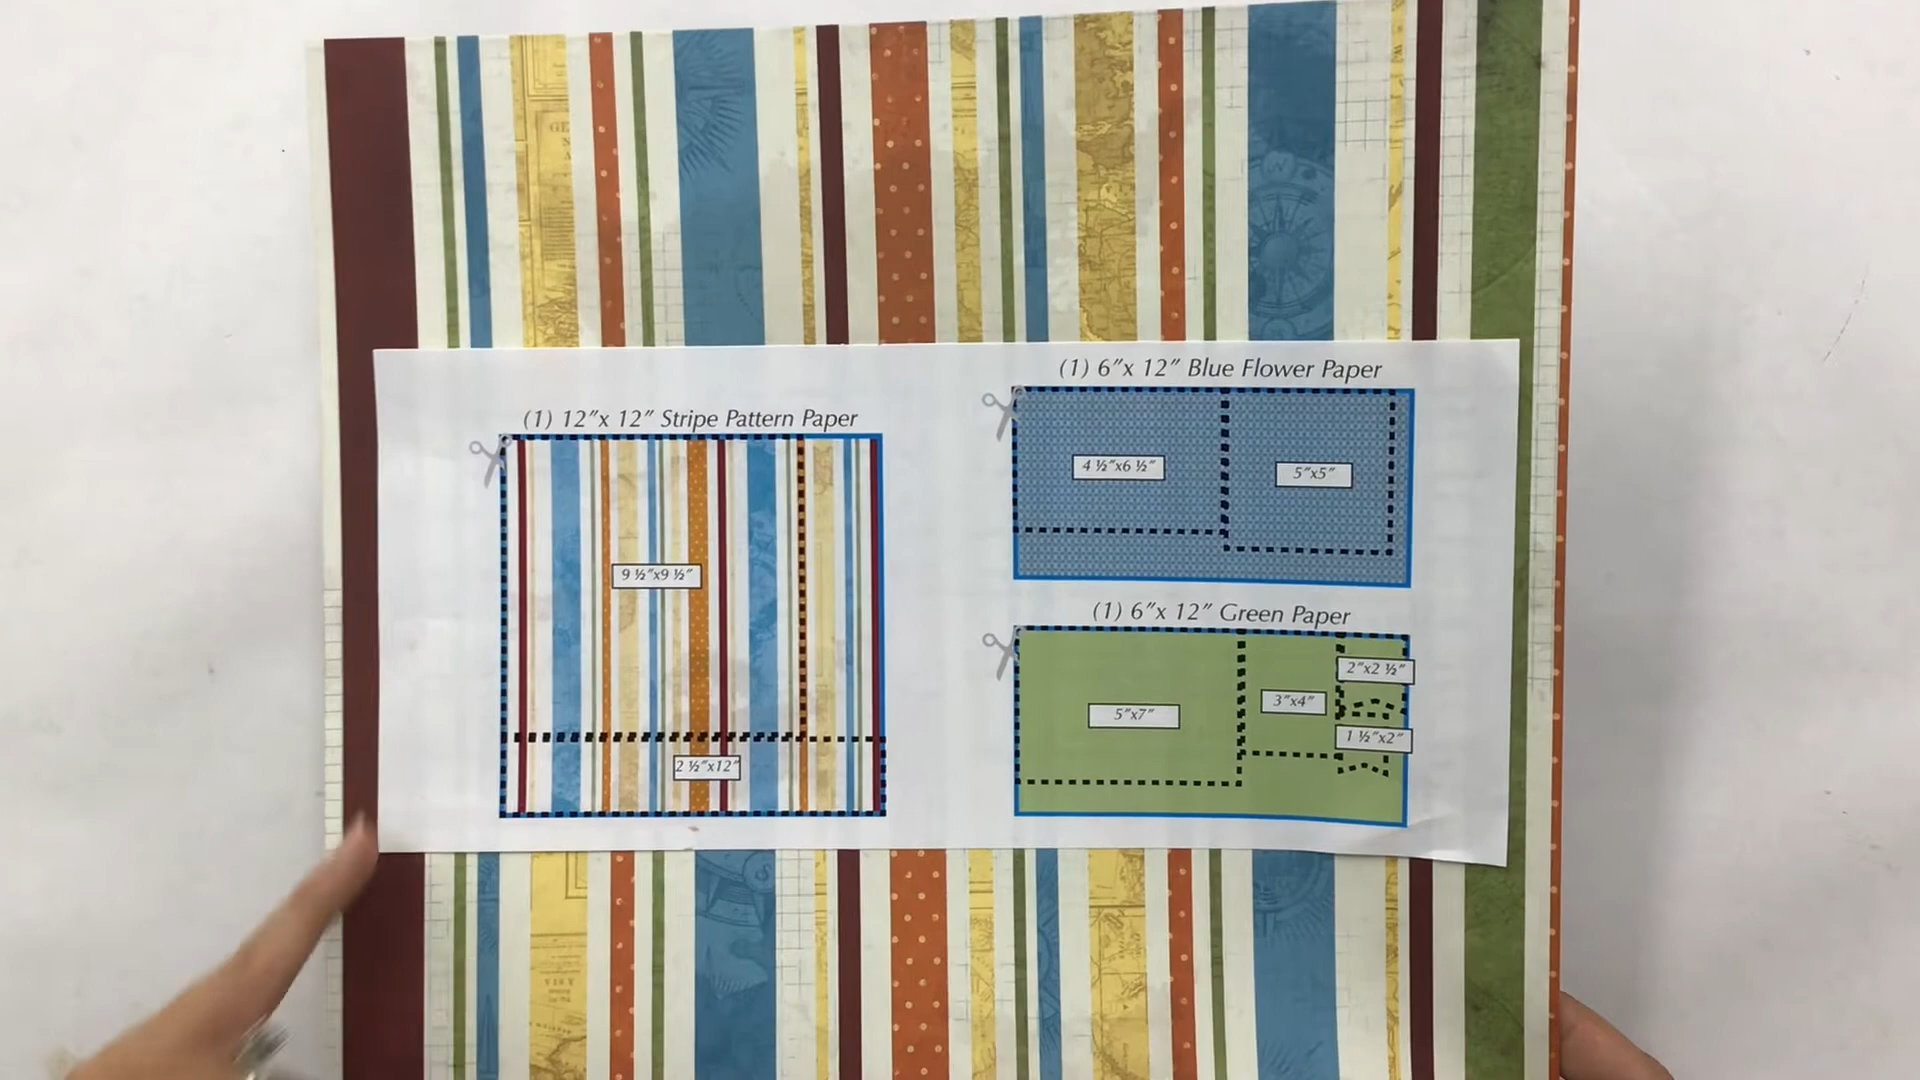 (1) 12"x 12" Stripe Pattern Paper
9 ½"x9 ½"
2 ½"x12"
(1) 6"x 12" Blue Flower Paper
4 ½"x6 ½"
5"x5"
(1) 6"x 12" Green Paper
5"x7"
3"x4"
2"x2 ½"
1 ½"x2"